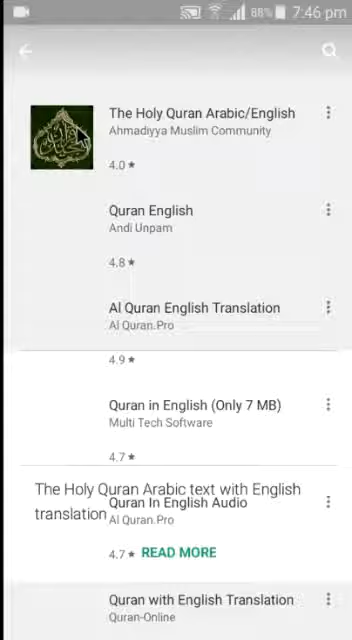 88% 7:46 pm
The Holy Quran Arabic/English
Ahmadiyya Muslim Community
4.0 ★
Quran English
Andi Unpam
4.8 ★
Al Quran English Translation
Al Quran.Pro
4.9 ★
Quran in English (Only 7 MB)
Multi Tech Software
4.7 ★
The Holy Quran Arabic text with English
translation
Quran In English Audio
Al Quran.Pro
4.7 ★ READ MORE
Quran with English Translation
Quran-Online